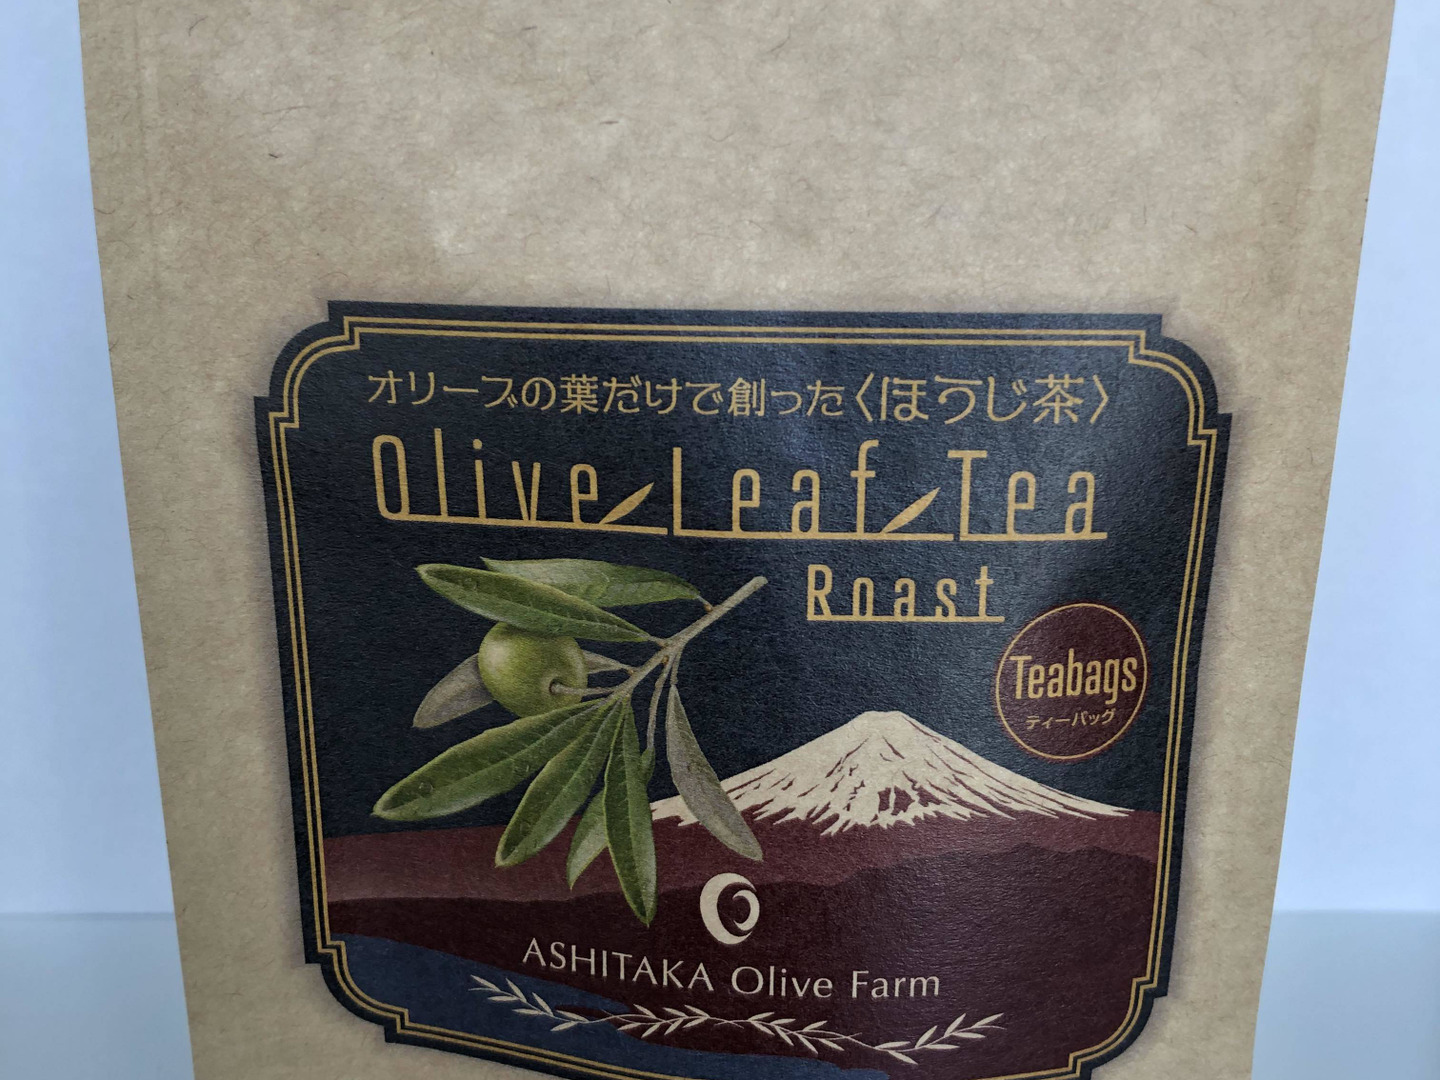 オリーブの葉だけで創った〈ほうじ茶〉
Olive Leaf Tea
Roast
Teabags
ティーバッグ
ASHITAKA Olive Farm